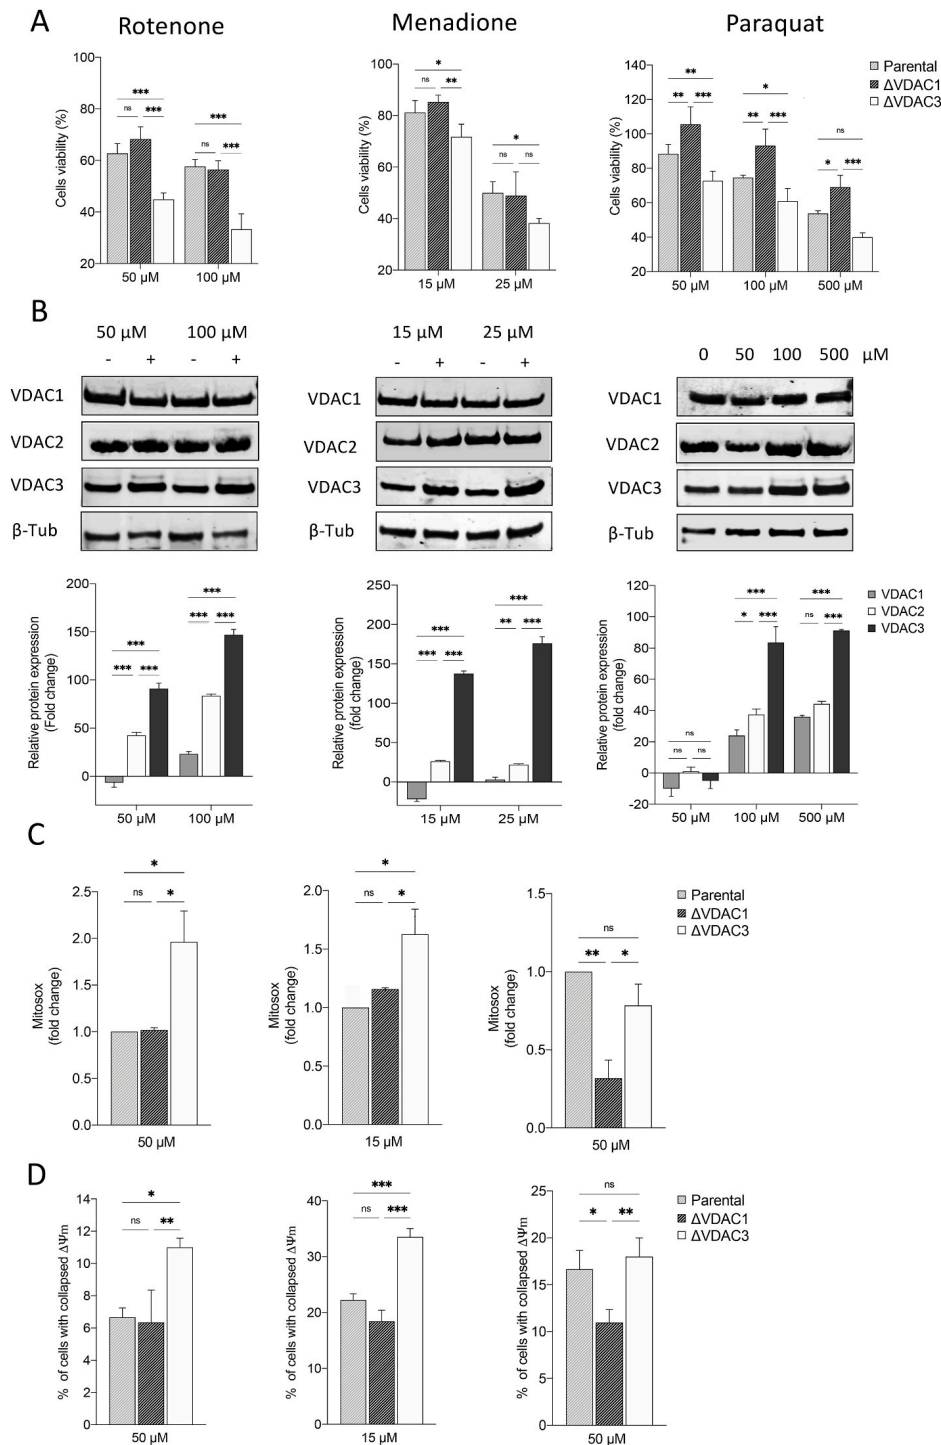 A
Rotenone
Menadione
Paraquat
Cells viability (%)
100
80
60
40
20
***
ns
***
***
ns
***
50 µM
100 µM
Cells viability (%)
100
80
60
40
20
*
ns
**
*
ns
ns
15 µM
25 µM
Cells viability (%)
140
120
100
80
60
40
20
**
**
***
*
**
***
ns
*
***
50 µM
100 µM
500 µM
Parental
ΔVDAC1
ΔVDAC3
B
50 µM
100 µM
-
+
-
+
VDAC1
VDAC2
VDAC3
β-Tub
15 µM
25 µM
-
+
-
+
VDAC1
VDAC2
VDAC3
β-Tub
0 50 100 500 µM
VDAC1
VDAC2
VDAC3
β-Tub
Relative protein expression
(Fold change)
200
150
100
50
0
***
***
***
***
***
***
50 µM
100 µM
Relative protein expression
(fold change)
250
200
150
100
50
0
***
***
***
***
**
***
15 µM
25 µM
Relative protein expression
(fold change)
120
100
80
60
40
20
0
-20
ns
ns
ns
***
*
***
***
ns
***
50 µM
100 µM
500 µM
VDAC1
VDAC2
VDAC3
C
Mitosox
(fold change)
2.5
2.0
1.5
1.0
0.5
0.0
*
ns
*
50 µM
Mitosox
(fold change)
2.0
1.5
1.0
0.5
0.0
*
ns
*
15 µM
Mitosox
(fold change)
1.5
1.0
0.5
0.0
ns
**
*
50 µM
Parental
ΔVDAC1
ΔVDAC3
D
% of cells with collapsed ΔΨm
14
12
10
8
6
4
2
0
*
ns
**
50 µM
% of cells with collapsed ΔΨm
40
30
20
10
0
***
ns
***
15 µM
% of cells with collapsed ΔΨm
25
20
15
10
5
0
ns
*
**
50 µM
Parental
ΔVDAC1
ΔVDAC3